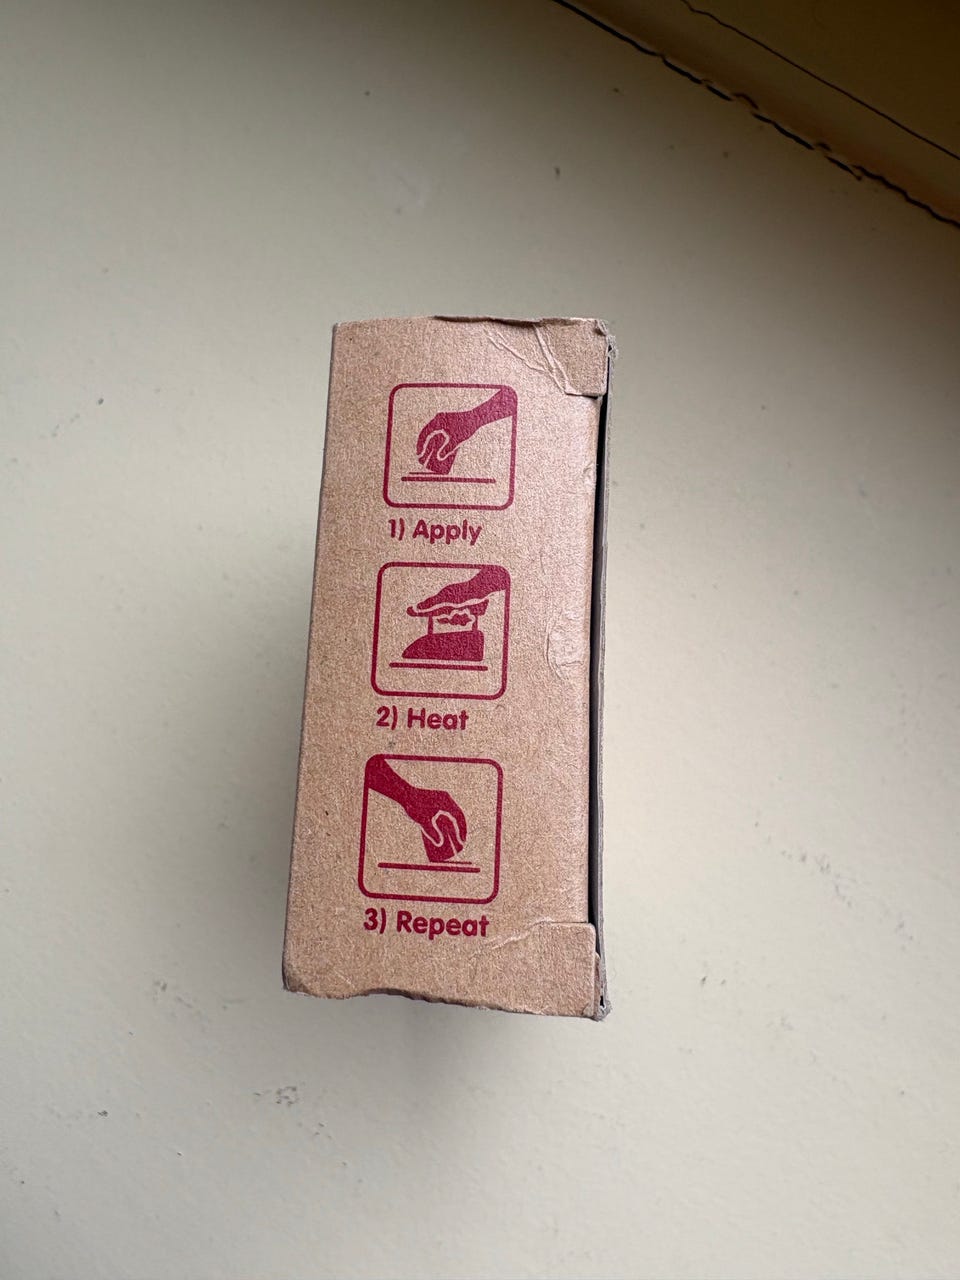 1) Apply
2) Heat
3) Repeat